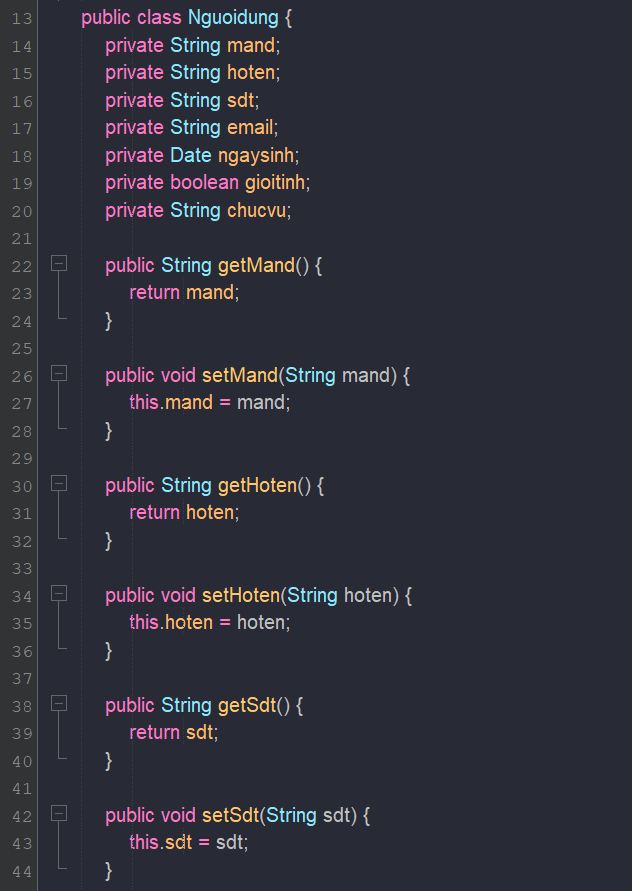 13 public class Nguoidung {
14 private String mand;
15 private String hoten;
16 private String sdt;
17 private String email;
18 private Date ngaysinh;
19 private boolean gioitinh;
20 private String chucvu;
21
22 public String getMand() {
23 return mand;
24 }
25
26 public void setMand(String mand) {
27 this.mand = mand;
28 }
29
30 public String getHoten() {
31 return hoten;
32 }
33
34 public void setHoten(String hoten) {
35 this.hoten = hoten;
36 }
37
38 public String getSdt() {
39 return sdt;
40 }
41
42 public void setSdt(String sdt) {
43 this.sdt = sdt;
44 }